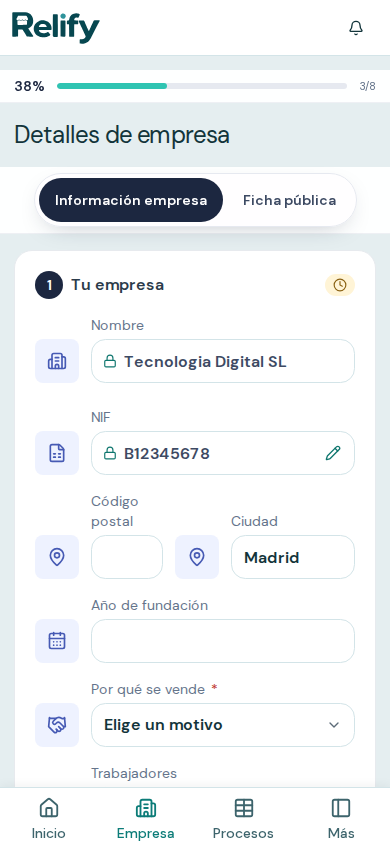 Relify
38%
3/8
Detalles de empresa
Información empresa
Ficha pública
1 Tu empresa
Nombre
Tecnologia Digital SL
NIF
B12345678
Código
postal
Ciudad
Madrid
Año de fundación
Por qué se vende *
Elige un motivo
Trabajadores
Inicio
Empresa
Procesos
Más